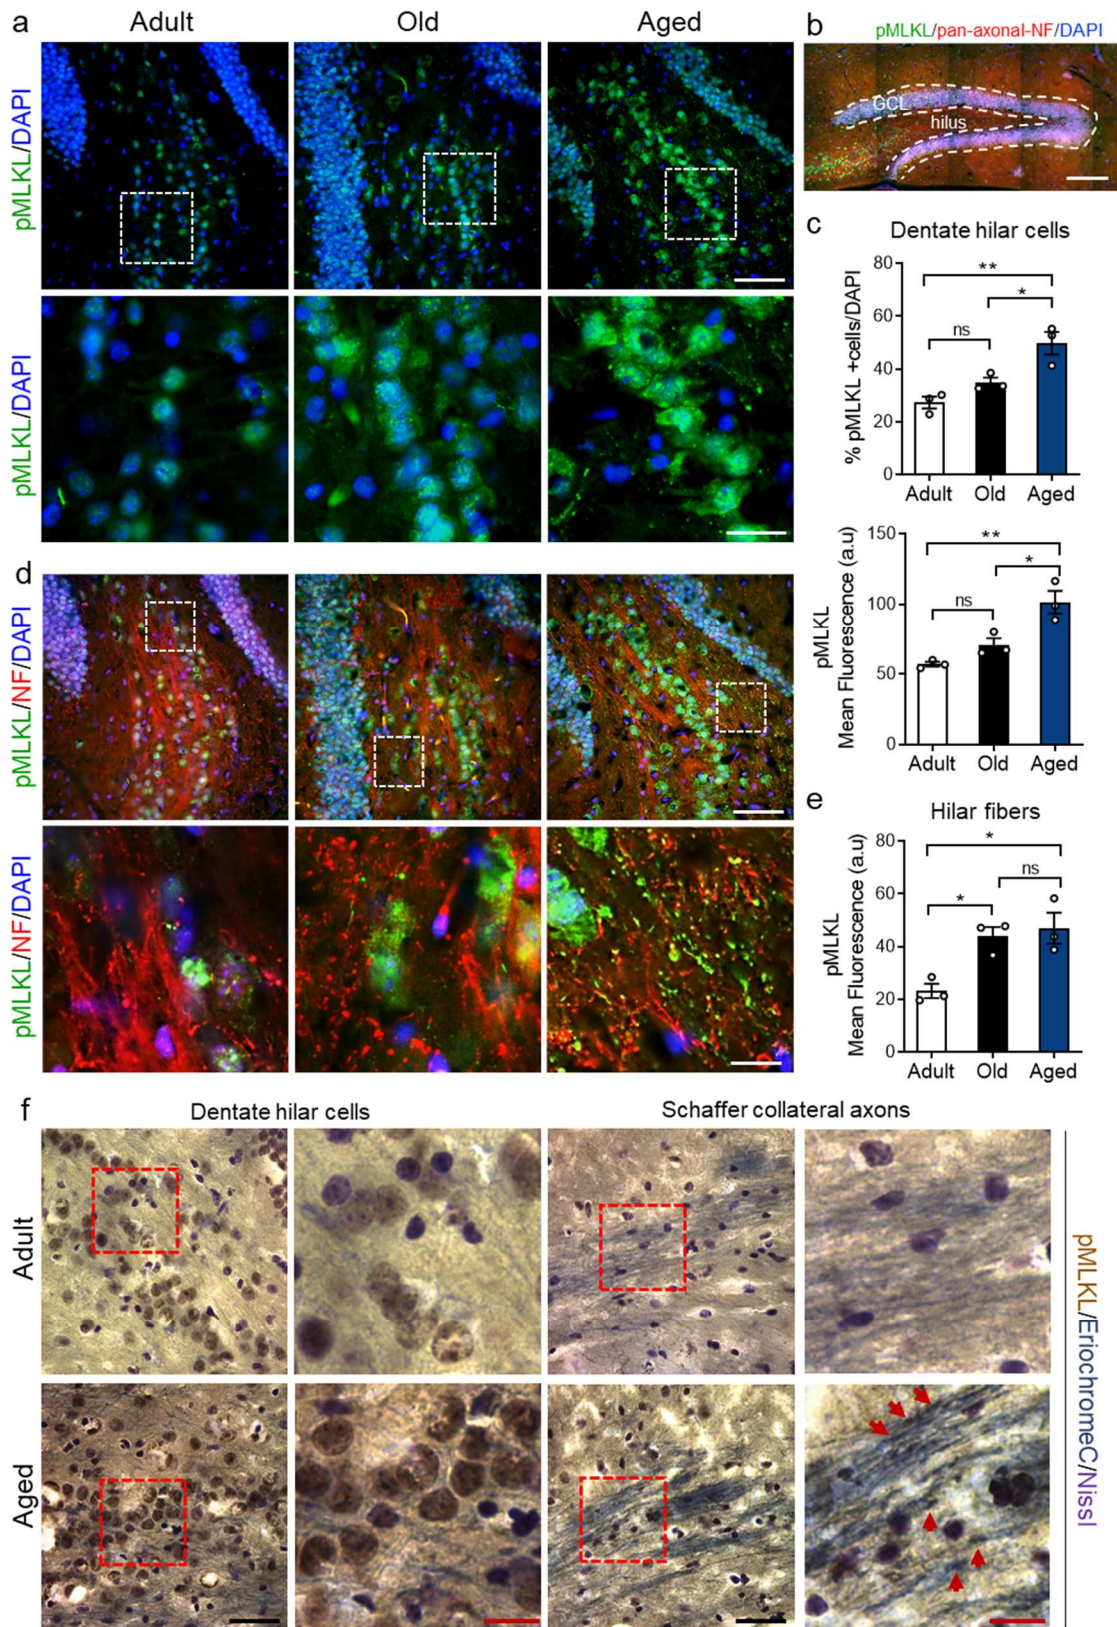 a
Adult
Old
Aged
pMLKL/DAPI
pMLKL/DAPI
b
pMLKL/pan-axonal-NF/DAPI
GCL
hilus
c
Dentate hilar cells
% pMLKL +cells/DAPI
80
60
40
20
0
**
*
ns
Adult
Old
Aged
pMLKL
Mean Fluorescence (a.u)
150
100
50
0
**
*
ns
Adult
Old
Aged
d
pMLKL/NF/DAPI
pMLKL/NF/DAPI
e
Hilar fibers
pMLKL
Mean Fluorescence (a.u)
80
60
40
20
0
*
ns
*
Adult
Old
Aged
f
Dentate hilar cells
Schaffer collateral axons
Adult
Aged
pMLKL/EriochromeC/Nissl